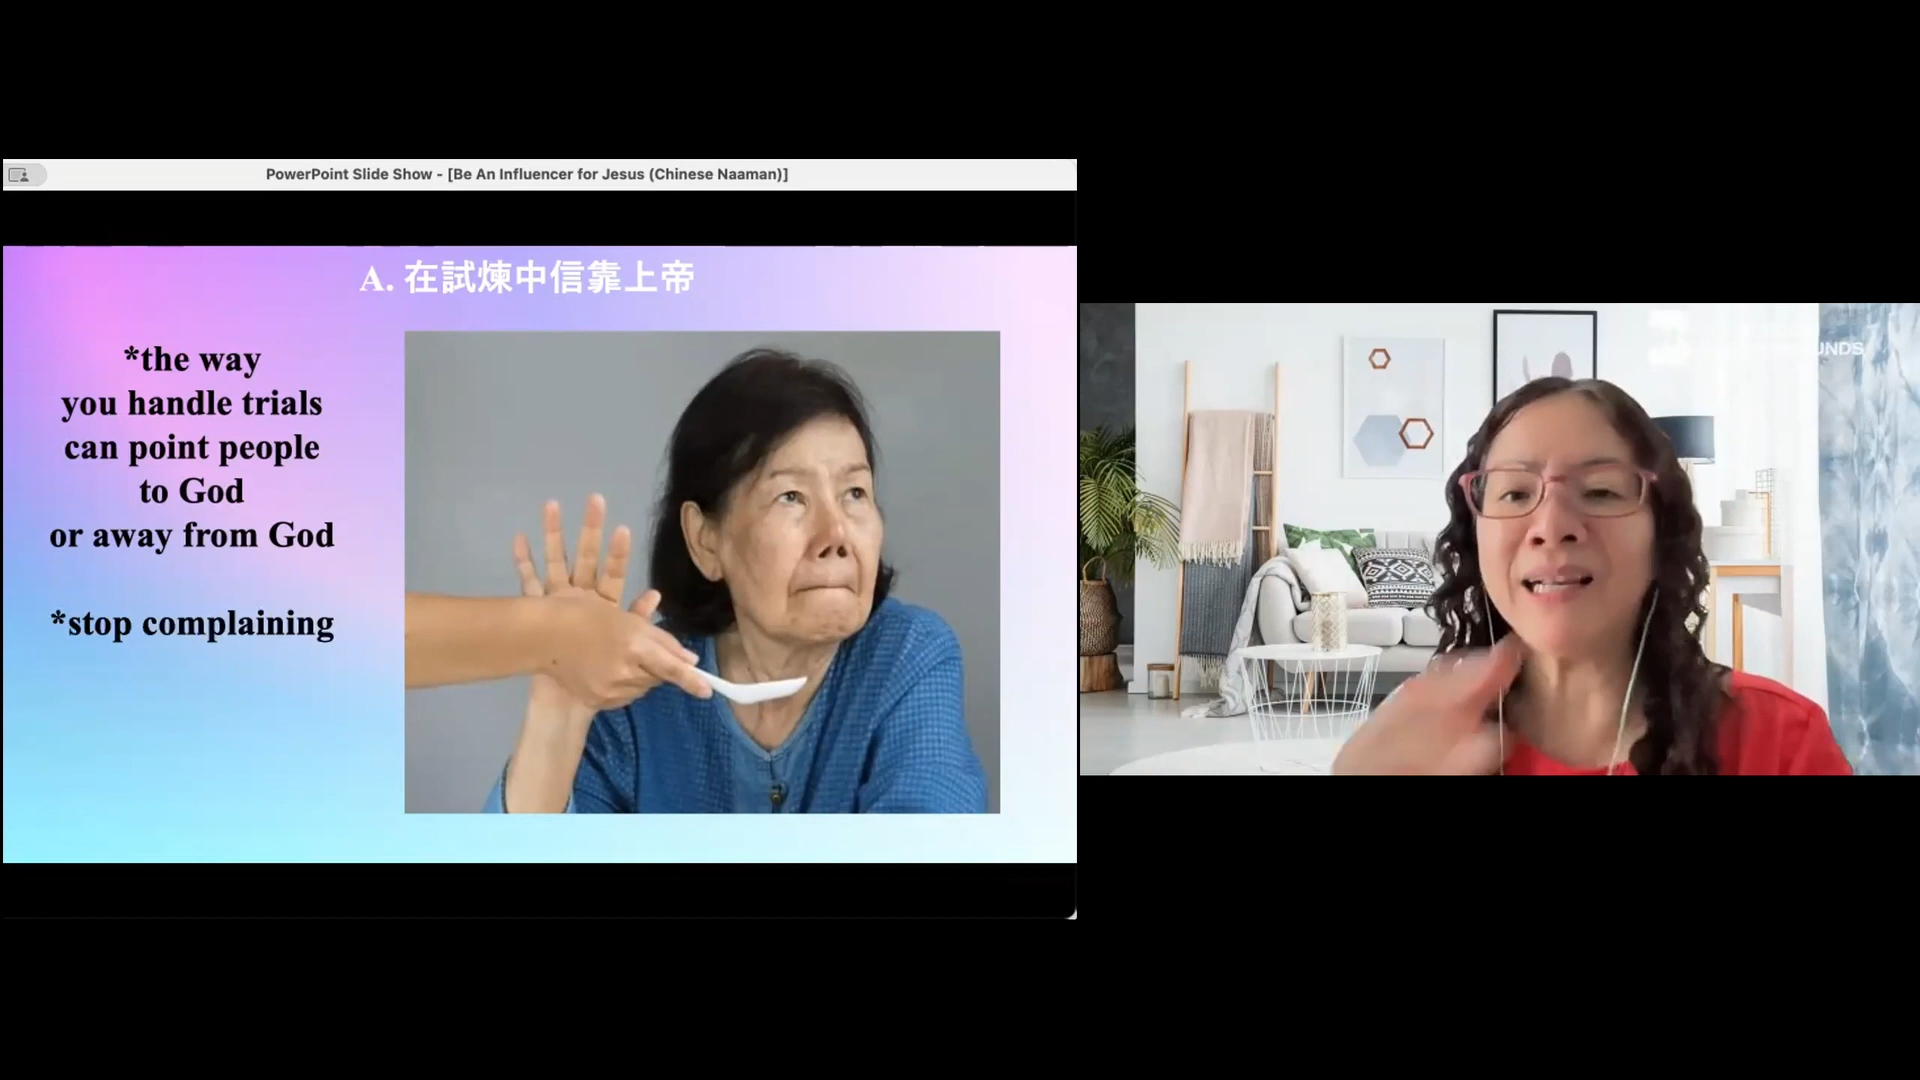 PowerPoint Slide Show - [Be An Influencer for Jesus (Chinese Naaman)]
A. 在試煉中信靠上帝
*the way
you handle trials
can point people
to God
or away from God
*stop complaining